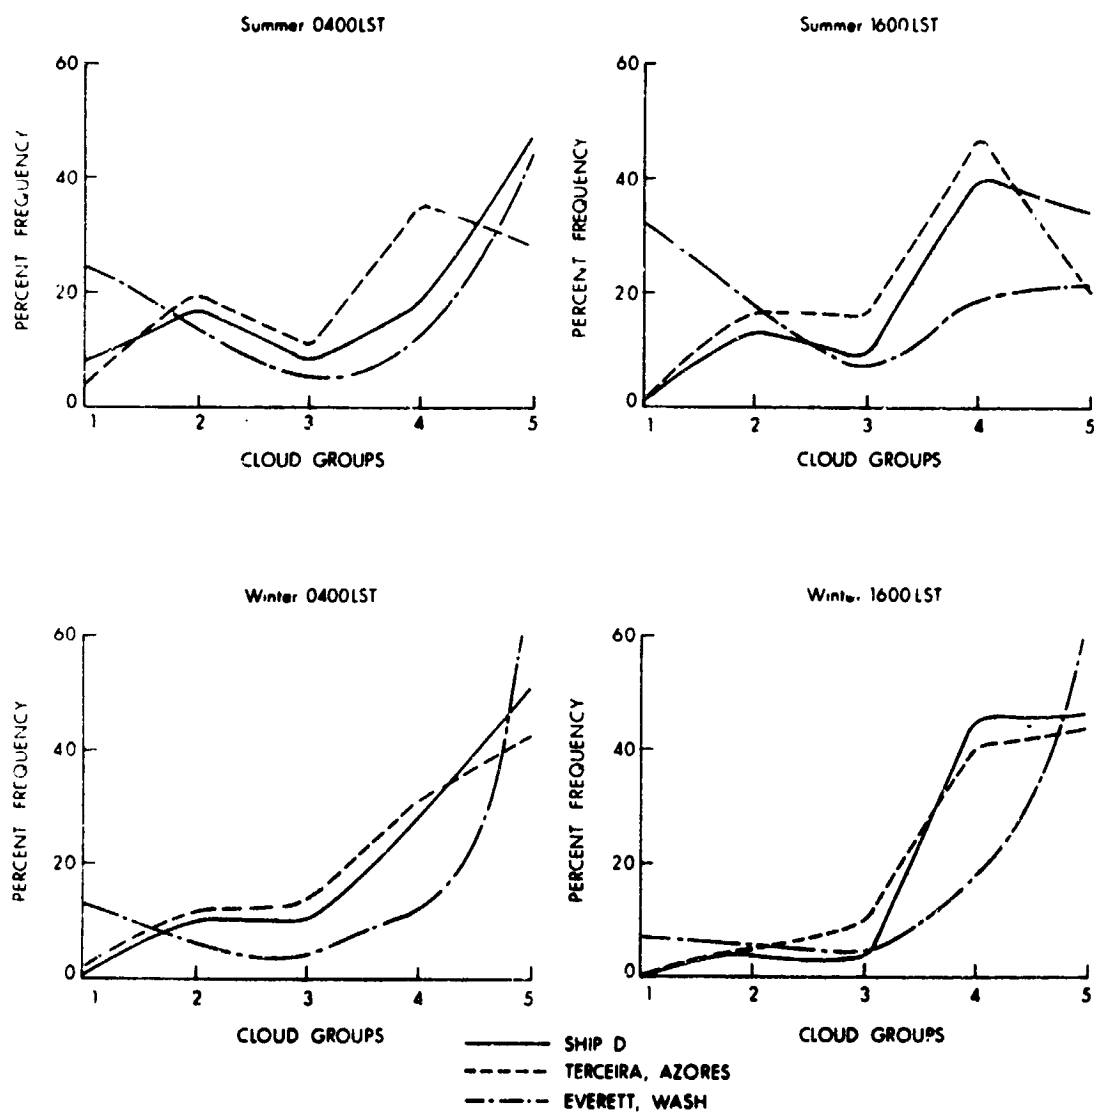 Summer 0400LST
Summer 1600LST
60
40
20
0
PERCENT FREQUENCY
1 2 3 4 5
CLOUD GROUPS
60
40
20
0
PERCENT FREQUENCY
1 2 3 4 5
CLOUD GROUPS
Winter 0400LST
Winter 1600LST
60
40
20
0
PERCENT FREQUENCY
1 2 3 4 5
CLOUD GROUPS
60
40
20
0
PERCENT FREQUENCY
1 2 3 4 5
CLOUD GROUPS
SHIP D
TERCEIRA, AZORES
EVERETT, WASH